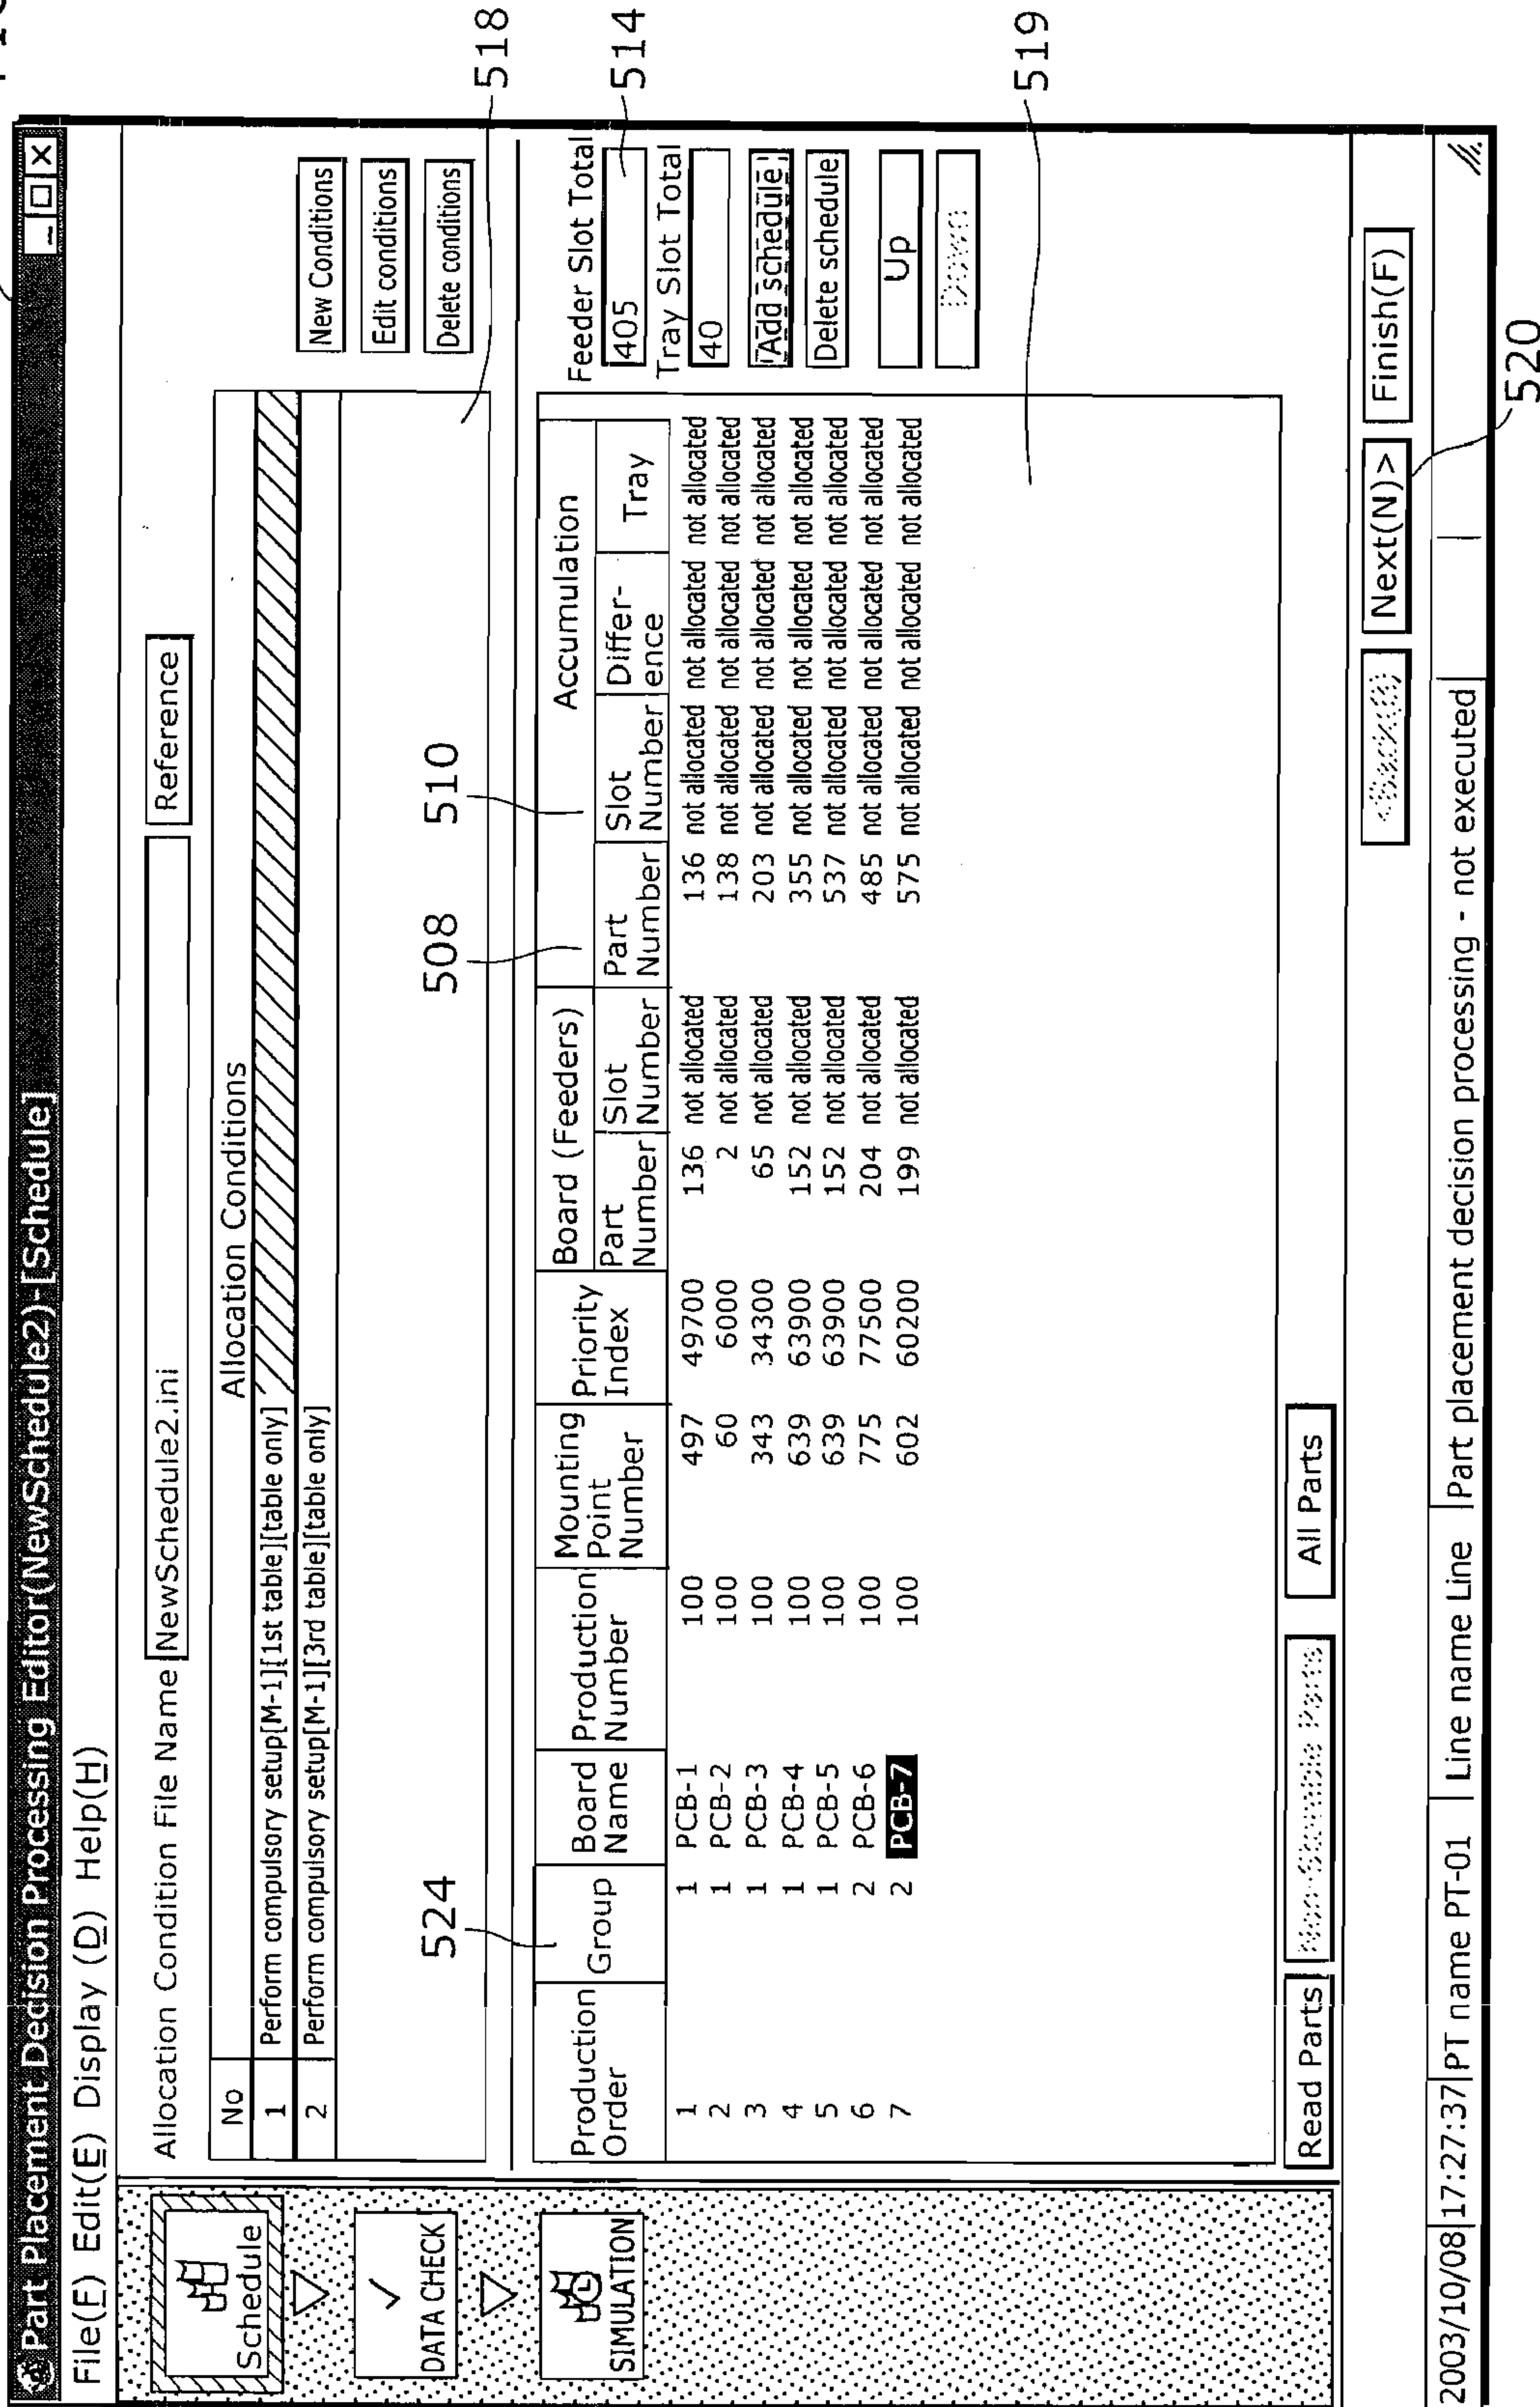 Part Placement Decision Processing Editor(NewSchedule2)-[Schedule]
File(F) Edit(E) Display (D) Help(H)
Allocation Condition File Name NewSchedule2.ini Reference
No Allocation Conditions
1 Perform compulsory setup[M-1][1st table][table only]
2 Perform compulsory setup[M-1][3rd table][table only]
New Conditions
Edit conditions
Delete conditions
518
Schedule
DATA CHECK
SIMULATION
524
508
510
Production Order Group Board Name Production Number Mounting Point Number Priority Index Board (Feeders) Part Number Slot Number Accumulation Part Number Slot Number Differ-ence Tray
1 1 PCB-1 100 497 49700 136 not allocated 136 not allocated not allocated not allocated
2 1 PCB-2 100 60 6000 2 not allocated 138 not allocated not allocated not allocated
3 1 PCB-3 100 343 34300 65 not allocated 203 not allocated not allocated not allocated
4 1 PCB-4 100 639 63900 152 not allocated 355 not allocated not allocated not allocated
5 1 PCB-5 100 639 63900 152 not allocated 537 not allocated not allocated not allocated
6 2 PCB-6 100 775 77500 204 not allocated 485 not allocated not allocated not allocated
7 2 PCB-7 100 602 60200 199 not allocated 575 not allocated not allocated not allocated
Feeder Slot Total
405
514
Tray Slot Total
40
Add schedule
Delete schedule
Up
Down
519
Read Parts All Parts
Next(N)> Finish(F)
520
2003/10/08 17:27:37 PT name PT-01 Line name Line Part placement decision processing - not executed